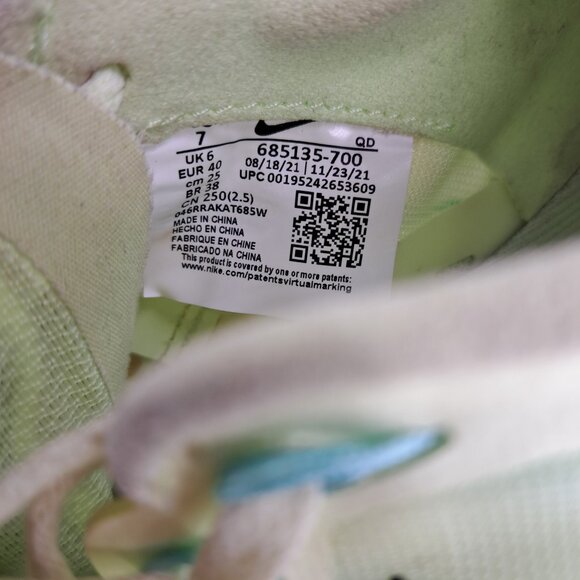 7
QD
685135-700
UK 6
08/18/21 | 11/23/21
EUR 40
UPC 00195242653609
cm 25
BR 38
CN 250(2.5)
046RRAKAT685W
MADE IN CHINA
HECHO EN CHINA
FABRIQUE EN CHINE
FABRICADO NA CHINA
This product is covered by one or more patents:
www.nike.com/patentsvirtualmarking